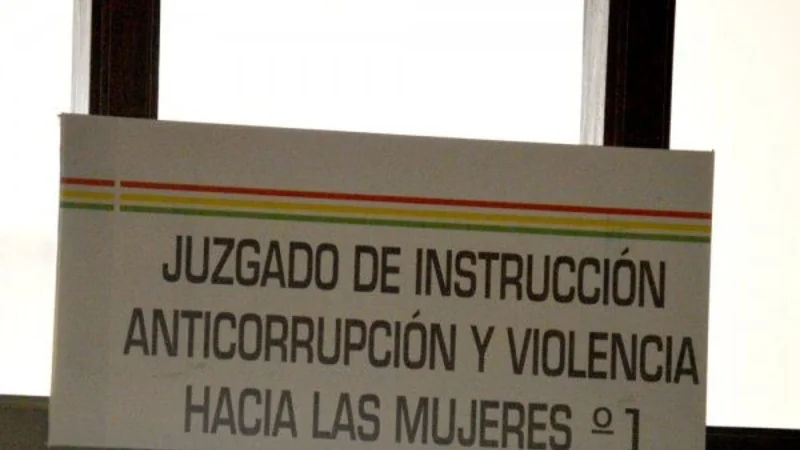 JUZGADO DE INSTRUCCIÓN
ANTICORRUPCIÓN Y VIOLENCIA
HACIA LAS MUJERES º1